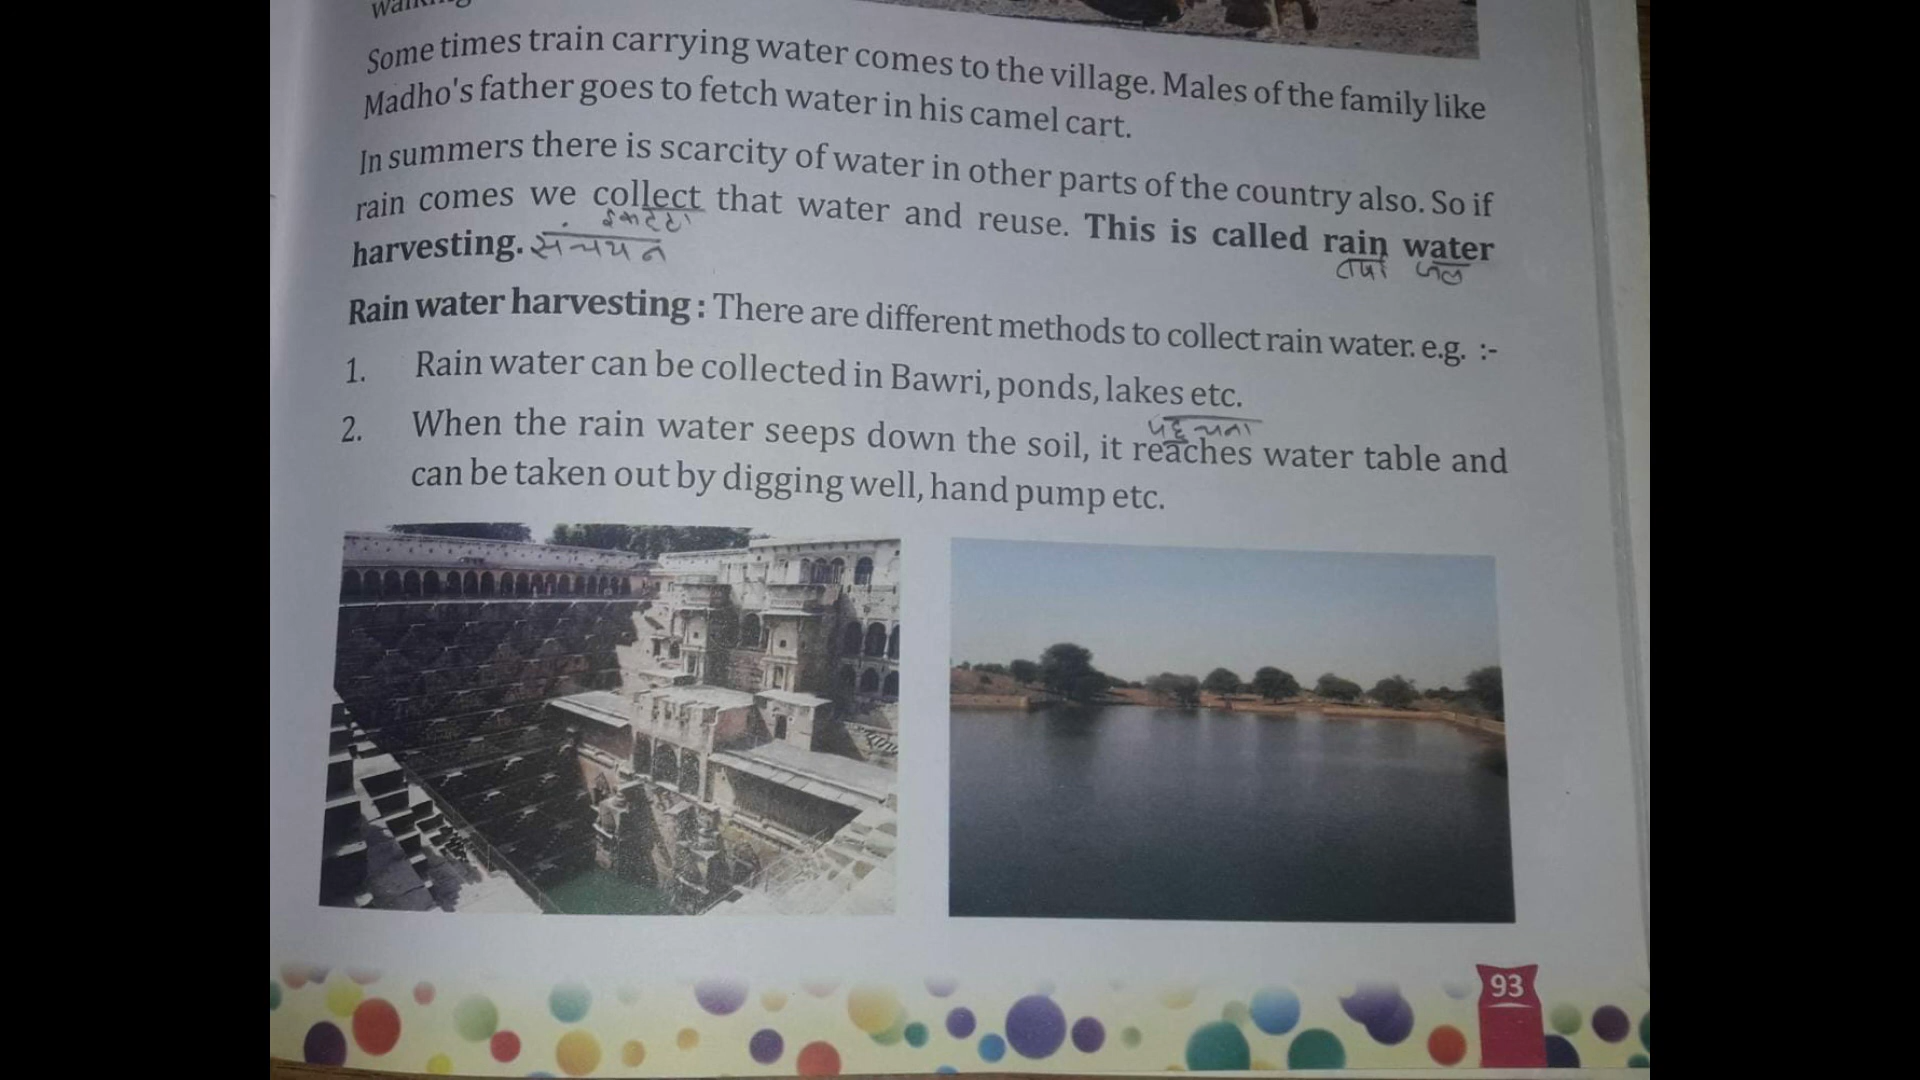 Some times train carrying water comes to the village. Males of the family like
Madho's father goes to fetch water in his camel cart.
In summers there is scarcity of water in other parts of the country also. So if
rain comes we collect that water and reuse. This is called rain water
इकट्ठा
harvesting. संचयन
वर्षा जल
Rain water harvesting : There are different methods to collect rain water. e.g. :-
1. Rain water can be collected in Bawri, ponds, lakes etc.
2. When the rain water seeps down the soil, it reaches water table and
can be taken out by digging well, hand pump etc.
93